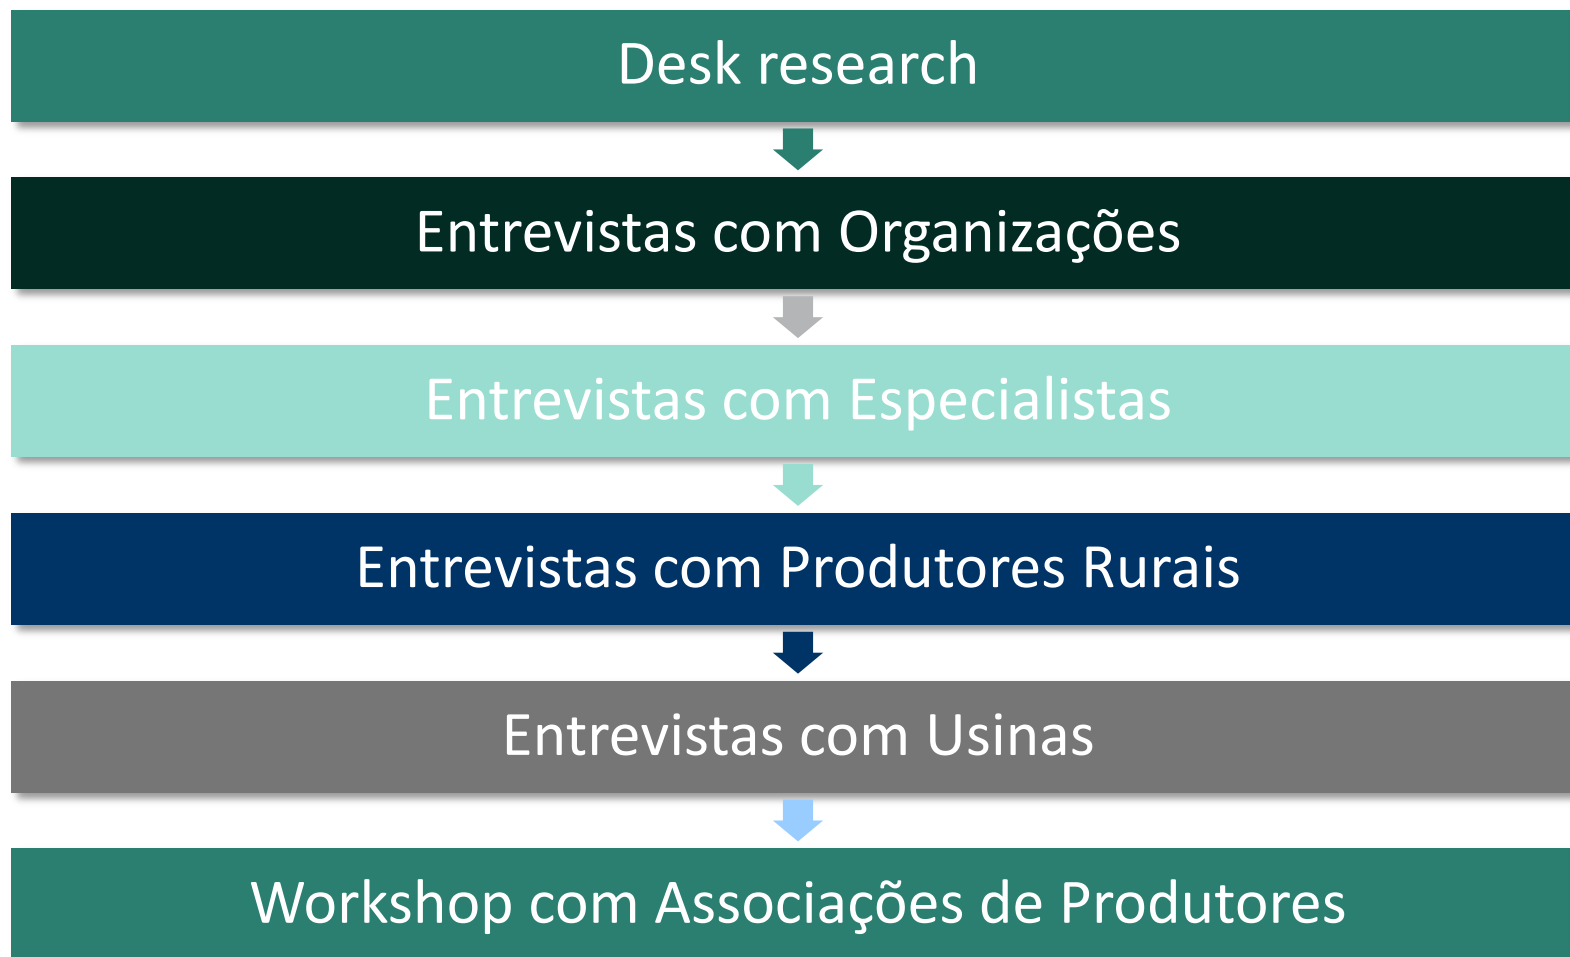 Desk research
Entrevistas com Organizações
Entrevistas com Especialistas
Entrevistas com Produtores Rurais
Entrevistas com Usinas
Workshop com Associações de Produtores